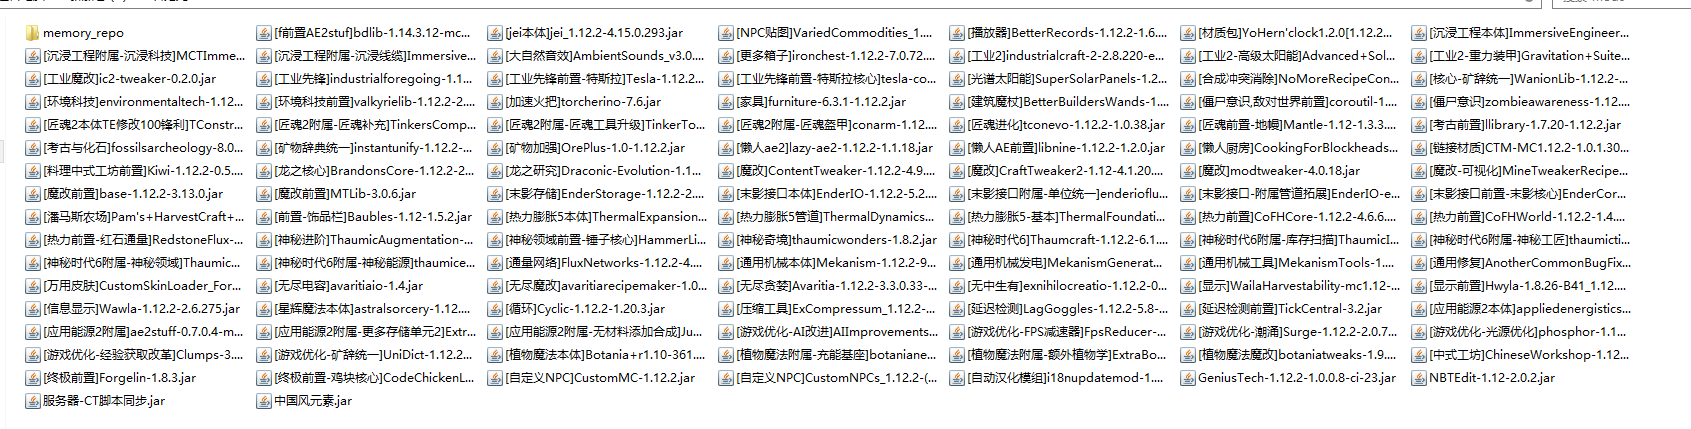 memory_repo [f前置AE2stuf]bdlib-1.14.3.12-mc... [jei本体]jei_1.12.2-4.15.0.293.jar [NPC贴图]VariedCommodities_1.... [播放器]BetterRecords-1.12.2-1.6... [材质包]YoHern'clock1.2.0[1.12.2... [沉浸工程本体]ImmersiveEngineer...
[沉浸工程附属-沉浸科技]MCTImme... [沉浸工程附属-沉浸线缆]Immersive... [大自然音效]AmbientSounds_v3.0... [更多箱子]ironchest-1.12.2-7.0.72... [工业2]industrialcraft-2-2.8.220-e... [工业2-高级太阳能]Advanced+Sol... [工业2-重力装甲]Gravitation+Suite...
[工业魔改]ic2-tweaker-0.2.0.jar [工业先锋]industrialforegoing-1.1... [工业先锋前置-特斯拉]Tesla-1.12.2... [工业先锋前置-特斯拉核心]tesla-co... [光谱太阳能]SuperSolarPanels-1.2... [合成冲突消除]NoMoreRecipeCon... [核心-矿辞统一]WanionLib-1.12.2-...
[环境科技]environmentaltech-1.12... [环境科技前置]valkyrielib-1.12.2-2... [加速火把]torcherino-7.6.jar [家具]furniture-6.3.1-1.12.2.jar [建筑魔杖]BetterBuildersWands-1... [僵尸意识,敌对世界前置]coroutil-1.... [僵尸意识]zombieawareness-1.12...
[匠魂2本体TE修改100锋利]TConstr... [匠魂2附属-匠魂补充]TinkersComp... [匠魂2附属-匠魂工具升级]TinkerTo... [匠魂2附属-匠魂盔甲]conarm-1.12... [匠魂进化]tconevo-1.12.2-1.0.38.jar [匠魂前置-地幔]Mantle-1.12-1.3.3.... [考古前置]llibrary-1.7.20-1.12.2.jar
[考古与化石]fossilsarcheology-8.0... [矿物辞典统一]instantunify-1.12.2-... [矿物加强]OrePlus-1.0-1.12.2.jar [懒人ae2]lazy-ae2-1.12.2-1.1.18.jar [懒人AE前置]libnine-1.12.2-1.2.0.jar [懒人厨房]CookingForBlockheads... [链接材质]CTM-MC1.12.2-1.0.1.30...
[料理中式工坊前置]Kiwi-1.12.2-0.5.... [龙之核心]BrandonsCore-1.12.2-2... [龙之研究]Draconic-Evolution-1.1... [魔改]ContentTweaker-1.12.2-4.9... [魔改]CraftTweaker2-1.12-4.1.20.... [魔改]modtweaker-4.0.18.jar [魔改-可视化]MineTweakerRecipe...
[魔改前置]base-1.12.2-3.13.0.jar [魔改前置]MTLib-3.0.6.jar [末影存储]EnderStorage-1.12.2-2... [末影接口本体]EnderIO-1.12.2-5.2... [末影接口附属-单位统一]enderioflu... [末影接口-附属管道拓展]EnderIO-e... [末影接口前置-末影核心]EnderCor...
[潘马斯农场]Pam's+HarvestCraft+... [前置-饰品栏]Baubles-1.12-1.5.2.jar [热力膨胀5本体]ThermalExpansion... [热力膨胀5管道]ThermalDynamics... [热力膨胀5-基本]ThermalFoundati... [热力前置]CoFHCore-1.12.2-4.6.6.... [热力前置]CoFHWorld-1.12.2-1.4....
[热力前置-红石通量]RedstoneFlux-... [神秘进阶]ThaumicAugmentation-... [神秘领域前置-锤子核心]HammerLi... [神秘奇境]thaumicwonders-1.8.2.jar [神秘时代6]Thaumcraft-1.12.2-6.1... [神秘时代6附属-库存扫描]ThaumicI... [神秘时代6附属-神秘工匠]thaumicti...
[神秘时代6附属-神秘领域]Thaumic... [神秘时代6附属-神秘能源]thaumice... [通量网络]FluxNetworks-1.12.2-4.... [通用机械本体]Mekanism-1.12.2-9... [通用机械发电]MekanismGenerat... [通用机械工具]MekanismTools-1.... [通用修复]AnotherCommonBugFix...
[万用皮肤]CustomSkinLoader_For... [无尽电容]avaritiaio-1.4.jar [无尽魔改]avaritiarecipemaker-1.0... [无尽贪婪]Avaritia-1.12.2-3.3.0.33-... [无中生有]exnihilocreatio-1.12.2-0... [显示]WailaHarvestability-mc1.12-... [显示前置]Hwyla-1.8.26-B41_1.12....
[信息显示]Wawla-1.12.2-2.6.275.jar [星辉魔法本体]astralsorcery-1.12.... [循环]Cyclic-1.12.2-1.20.3.jar [压缩工具]ExCompressum_1.12.2-... [延迟检测]LagGoggles-1.12.2-5.8-... [延迟检测前置]TickCentral-3.2.jar [应用能源2本体]appliedenergistics...
[应用能源2附属]ae2stuff-0.7.0.4-m... [应用能源2附属-更多存储单元2]Extr... [应用能源2附属-无材料添加合成]Ju... [游戏优化-AI改进]AIImprovements... [游戏优化-FPS减速器]FpsReducer-... [游戏优化-潮涌]Surge-1.12.2-2.0.7... [游戏优化-光源优化]phosphor-1.1...
[游戏优化-经验获取改革]Clumps-3.... [游戏优化-矿辞统一]UniDict-1.12.2... [植物魔法本体]Botania+r1.10-361.... [植物魔法附属-充能基座]botaniane... [植物魔法附属-额外植物学]ExtraBo... [植物魔法魔改]botaniatweaks-1.9.... [中式工坊]ChineseWorkshop-1.12...
[终极前置]Forgelin-1.8.3.jar [终极前置-鸡块核心]CodeChickenL... [自定义NPC]CustomMC-1.12.2.jar [自定义NPC]CustomNPCs_1.12.2-(... [自动汉化模组]i18nupdatemod-1.... GeniusTech-1.12.2-1.0.0.8-ci-23.jar NBTEdit-1.12-2.0.2.jar
服务器-CT脚本同步.jar 中国风元素.jar